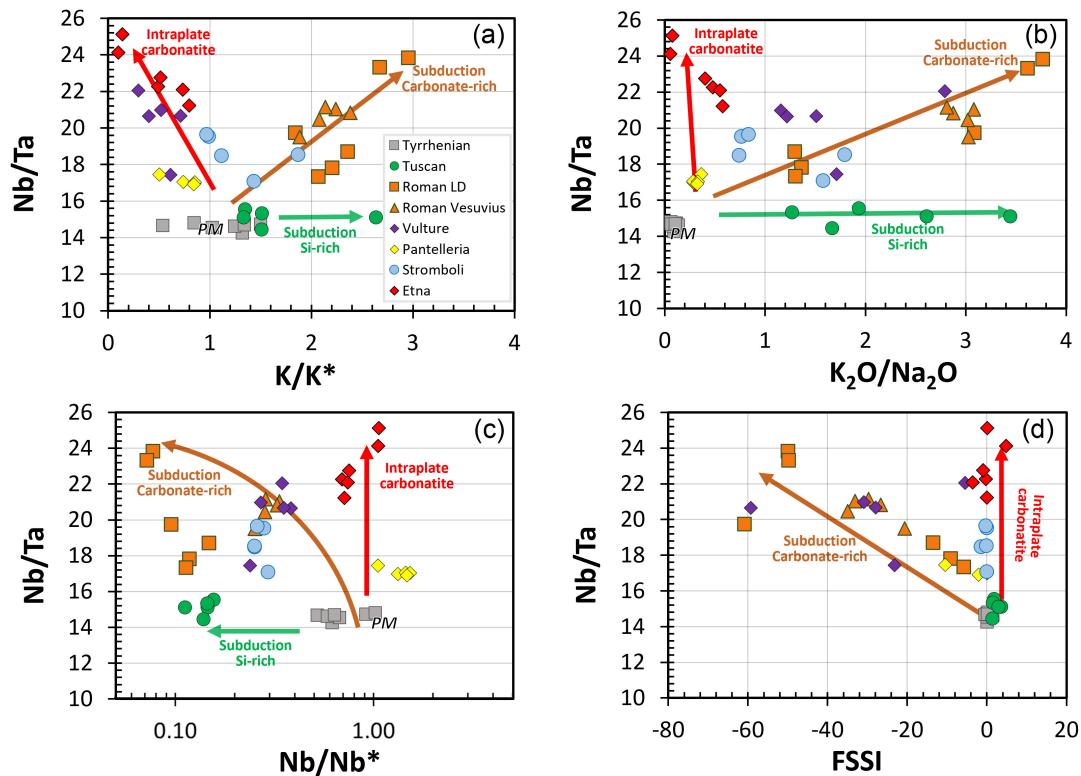 (a)
26
24
22
20
18
16
14
12
10
Nb/Ta
Intraplate
carbonatite
Subduction
Carbonate-rich
PM
Subduction
Si-rich
Tyrrhenian
Tuscan
Roman LD
Roman Vesuvius
Vulture
Pantelleria
Stromboli
Etna
0 1 2 3 4
K/K*
(b)
26
24
22
20
18
16
14
12
10
Nb/Ta
Intraplate
carbonatite
Subduction
Carbonate-rich
PM
Subduction
Si-rich
0 1 2 3 4
K₂O/Na₂O
(c)
26
24
22
20
18
16
14
12
10
Nb/Ta
Subduction
Carbonate-rich
Intraplate
carbonatite
PM
Subduction
Si-rich
0.10 1.00
Nb/Nb*
(d)
26
24
22
20
18
16
14
12
10
Nb/Ta
Subduction
Carbonate-rich
Intraplate
carbonatite
-80 -60 -40 -20 0 20
FSSI